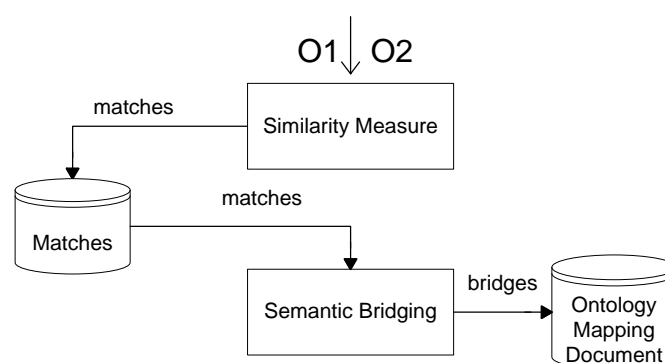 O1 O2
matches
Similarity Measure
matches
Matches
Semantic Bridging
bridges
Ontology
Mapping
Document